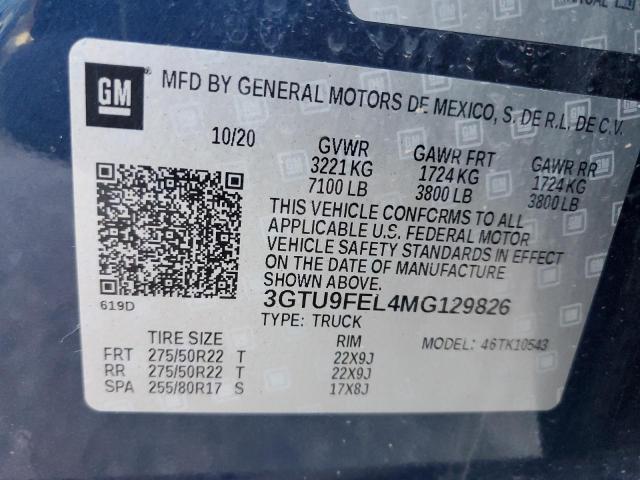 GM
MFD BY GENERAL MOTORS DE MEXICO, S. DE R.L. DE C.V.
10/20 GVWR GAWR FRT GAWR RR
3221 KG 1724 KG 1724 KG
7100 LB 3800 LB 3800 LB
THIS VEHICLE CONFORMS TO ALL
APPLICABLE U.S. FEDERAL MOTOR
VEHICLE SAFETY STANDARDS IN EFFECT
ON THE DATE OF MANUFACTURE
SHOWN ABOVE.
619D 3GTU9FEL4MG129826
TYPE: TRUCK
TIRE SIZE RIM MODEL: 46TK10543
FRT 275/50R22 T 22X9J
RR 275/50R22 T 22X9J
SPA 255/80R17 S 17X8J